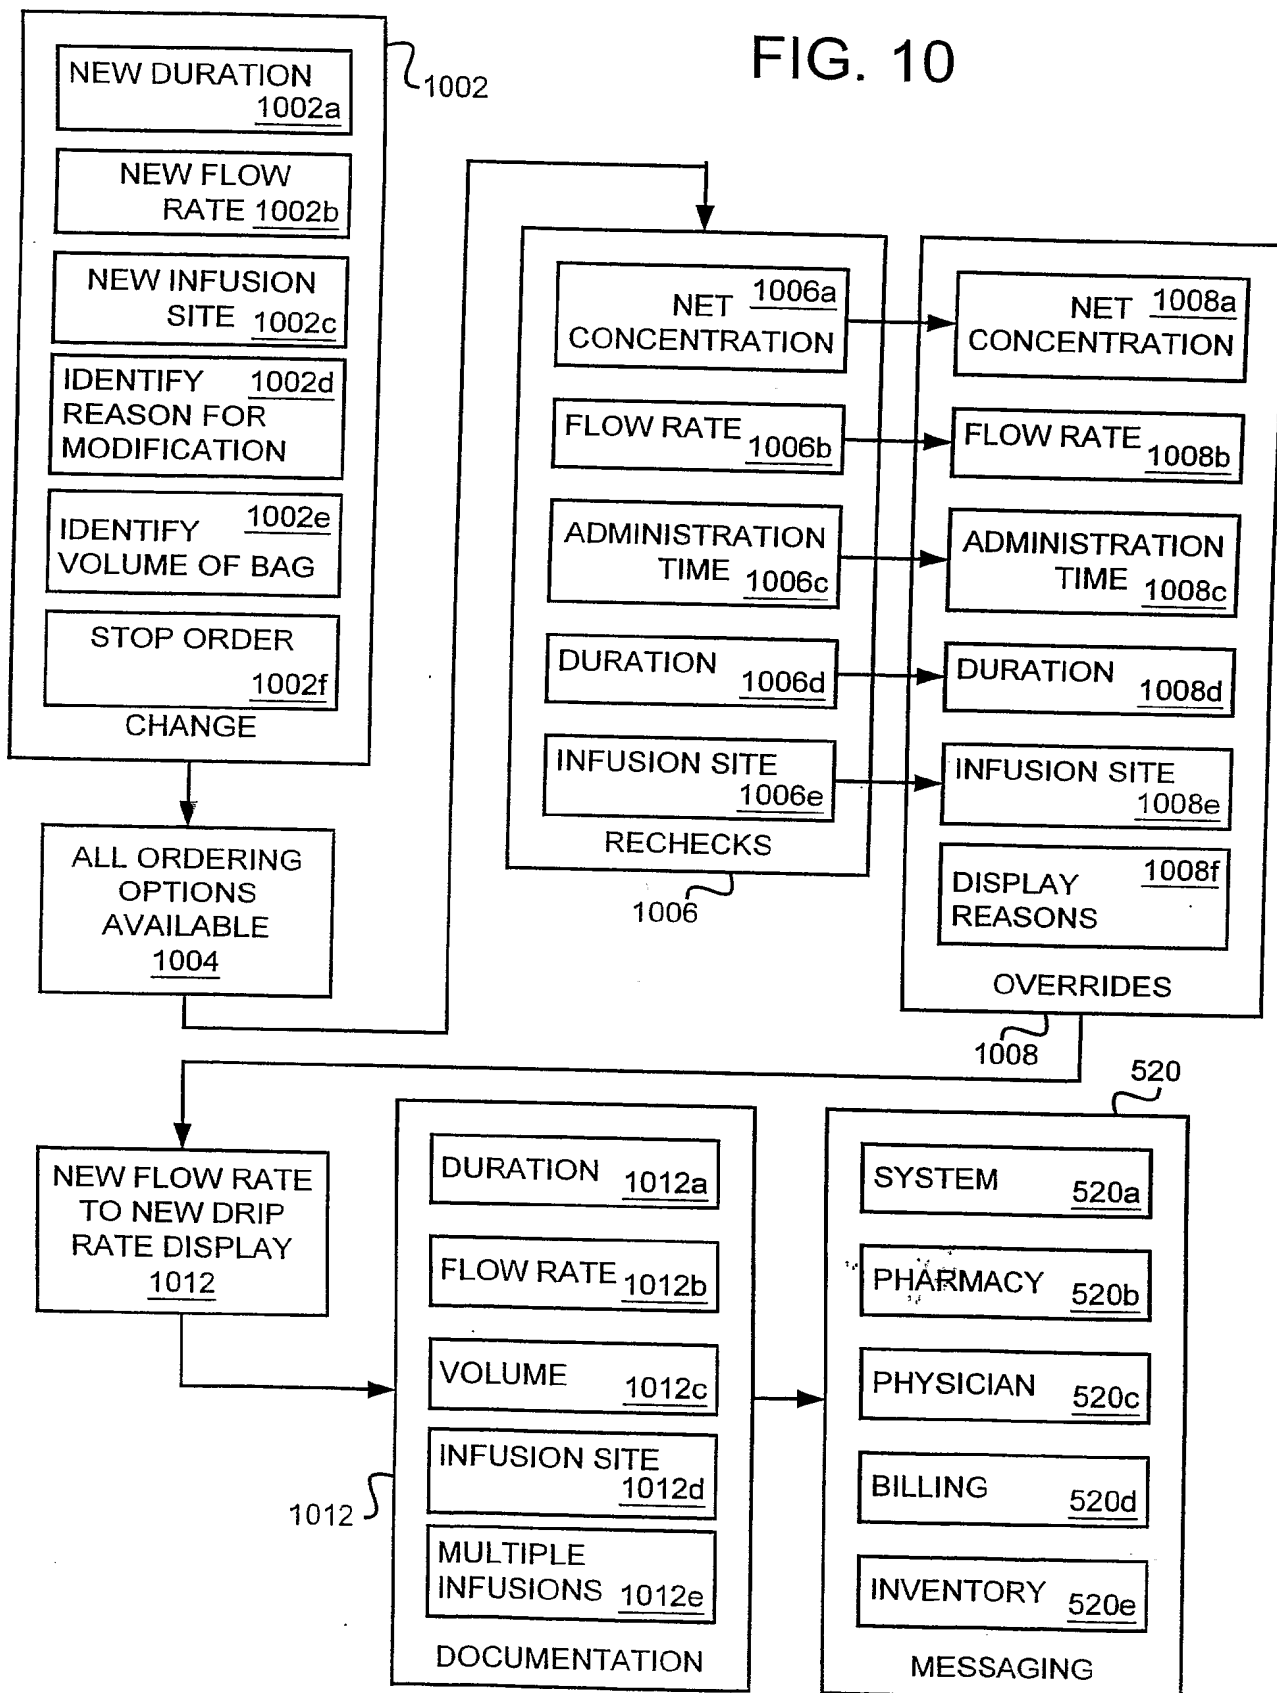 FIG. 10
NEW DURATION
1002a
NEW FLOW
RATE 1002b
NEW INFUSION
SITE 1002c
IDENTIFY 1002d
REASON FOR
MODIFICATION
1002e
IDENTIFY
VOLUME OF BAG
STOP ORDER
1002f
CHANGE
1002
ALL ORDERING
OPTIONS
AVAILABLE
1004
NET 1006a
CONCENTRATION
FLOW RATE 1006b
ADMINISTRATION
TIME 1006c
DURATION 1006d
INFUSION SITE
1006e
RECHECKS
1006
NET 1008a
CONCENTRATION
FLOW RATE 1008b
ADMINISTRATION
TIME 1008c
DURATION 1008d
INFUSION SITE
1008e
1008f
DISPLAY
REASONS
OVERRIDES
1008
NEW FLOW RATE
TO NEW DRIP
RATE DISPLAY
1012
DURATION 1012a
FLOW RATE 1012b
VOLUME 1012c
INFUSION SITE
1012d
MULTIPLE
INFUSIONS 1012e
DOCUMENTATION
1012
520
SYSTEM 520a
PHARMACY 520b
PHYSICIAN 520c
BILLING 520d
INVENTORY 520e
MESSAGING